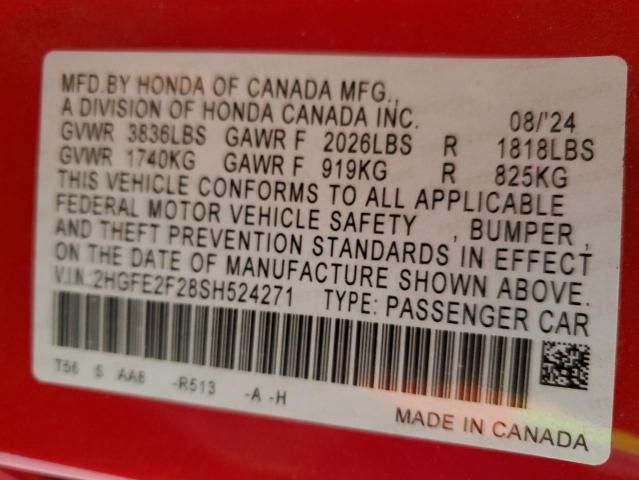 MFD.BY HONDA OF CANADA MFG.,
A DIVISION OF HONDA CANADA INC. 08/'24
GVWR 3836LBS GAWR F 2026LBS R 1818LBS
GVWR 1740KG GAWR F 919KG R 825KG
THIS VEHICLE CONFORMS TO ALL APPLICABLE
FEDERAL MOTOR VEHICLE SAFETY , BUMPER ,
AND THEFT PREVENTION STANDARDS IN EFFECT
ON THE DATE OF MANUFACTURE SHOWN ABOVE.
V.I.N:2HGFE2F28SH524271 TYPE: PASSENGER CAR
T56 S AA8 -R513 -A -H
MADE IN CANADA